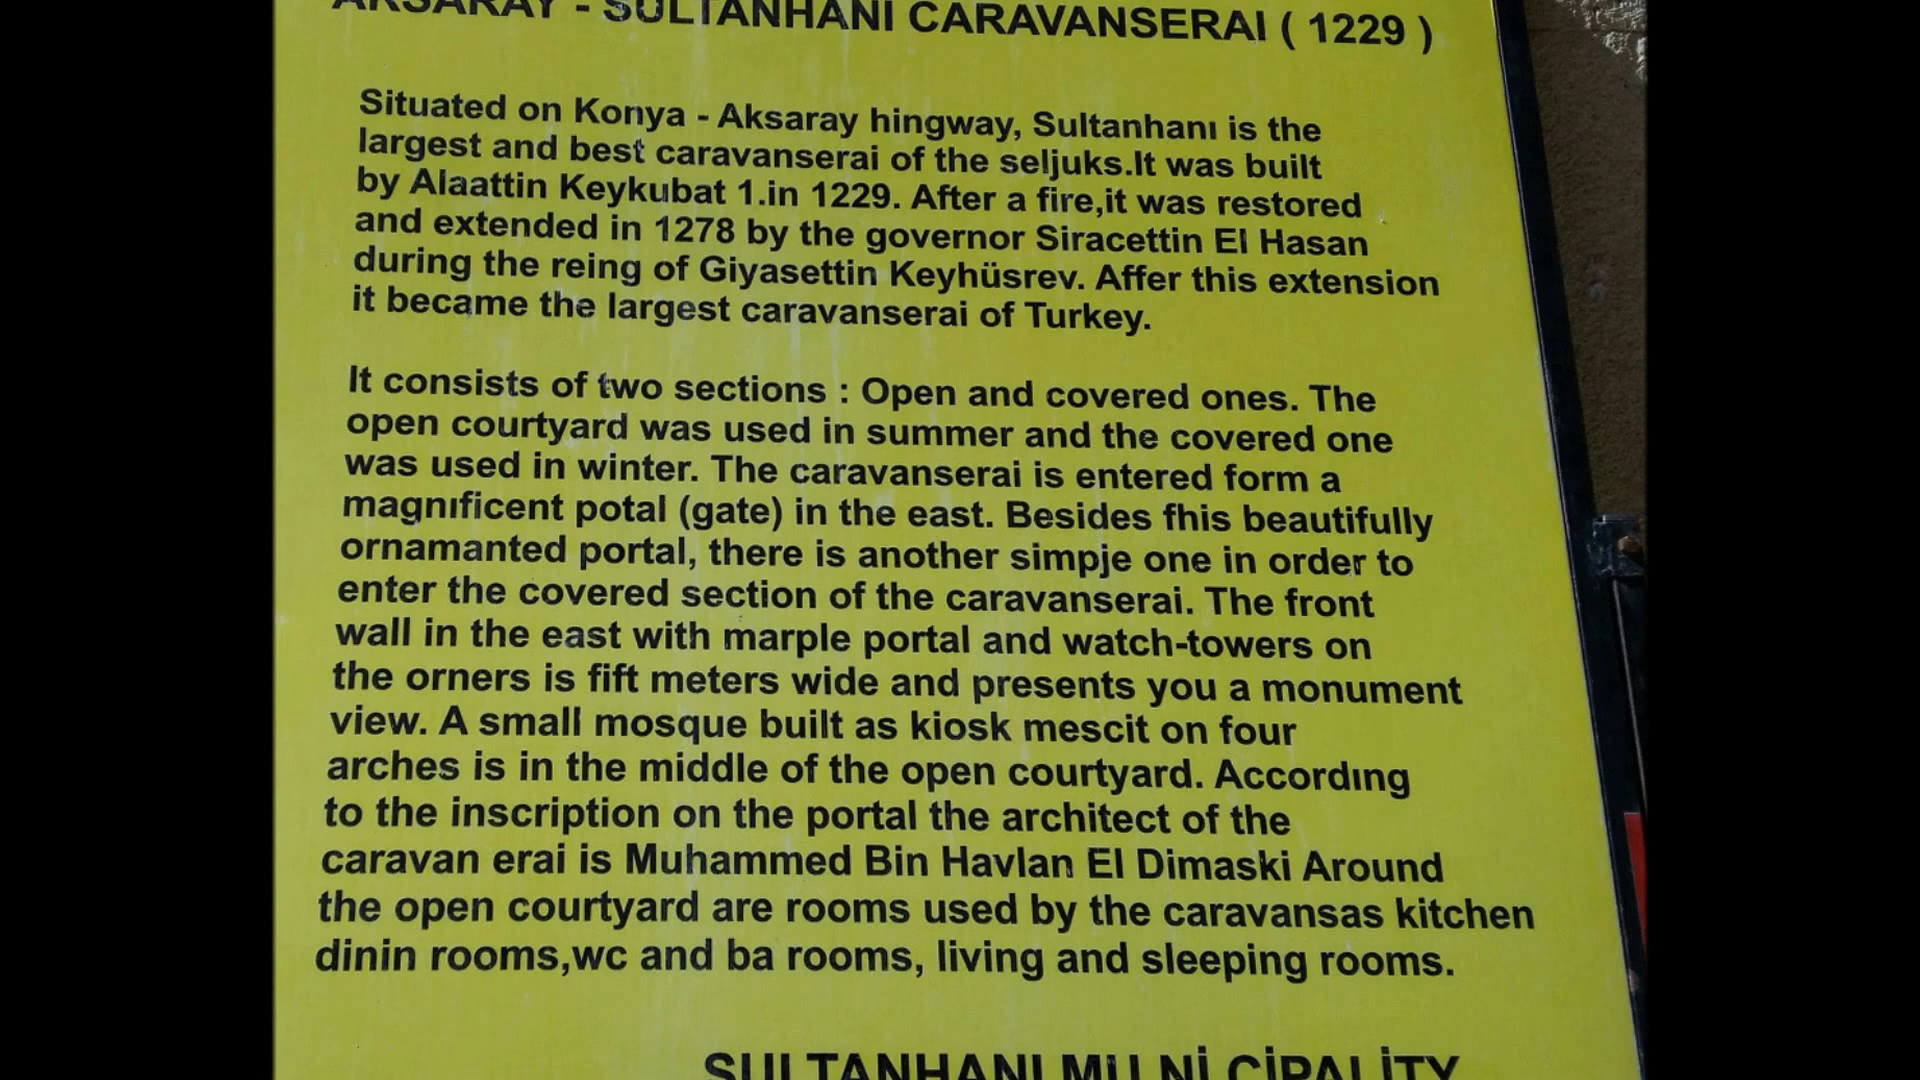 AKSARAY - SULTANHANI CARAVANSERAI ( 1229 )
Situated on Konya - Aksaray hingway, Sultanhanı is the
largest and best caravanserai of the seljuks.It was built
by Alaattin Keykubat 1.in 1229. After a fire,it was restored
and extended in 1278 by the governor Siracettin El Hasan
during the reing of Giyasettin Keyhüsrev. Affer this extension
it became the largest caravanserai of Turkey.
It consists of two sections : Open and covered ones. The
open courtyard was used in summer and the covered one
was used in winter. The caravanserai is entered form a
magnıficent potal (gate) in the east. Besides fhis beautifully
ornamanted portal, there is another simpje one in order to
enter the covered section of the caravanserai. The front
wall in the east with marple portal and watch-towers on
the orners is fift meters wide and presents you a monument
view. A small mosque built as kiosk mescit on four
arches is in the middle of the open courtyard. Accordıng
to the inscription on the portal the architect of the
caravan erai is Muhammed Bin Havlan El Dimaski Around
the open courtyard are rooms used by the caravansas kitchen
dinin rooms,wc and ba rooms, living and sleeping rooms.
SULTANHANI MU Nİ CİPALİTY